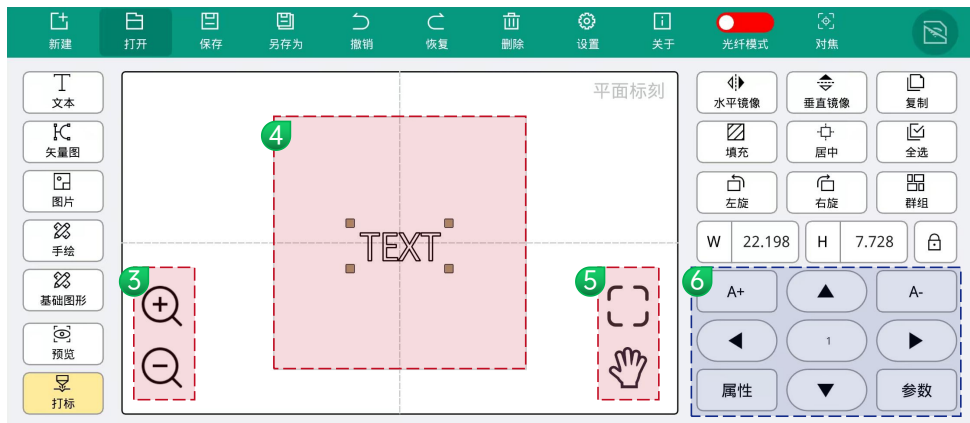 新建 打开 保存 另存为 撤销 恢复 删除 设置 关于 光纤模式 对焦
文本
矢量图
图片
手绘
基础图形
预览
打标
平面标刻
4
TEXT
3
5
水平镜像 垂直镜像 复制
填充 居中 全选
左旋 右旋 群组
W 22.198 H 7.728
6
A+ A-
1
属性 参数